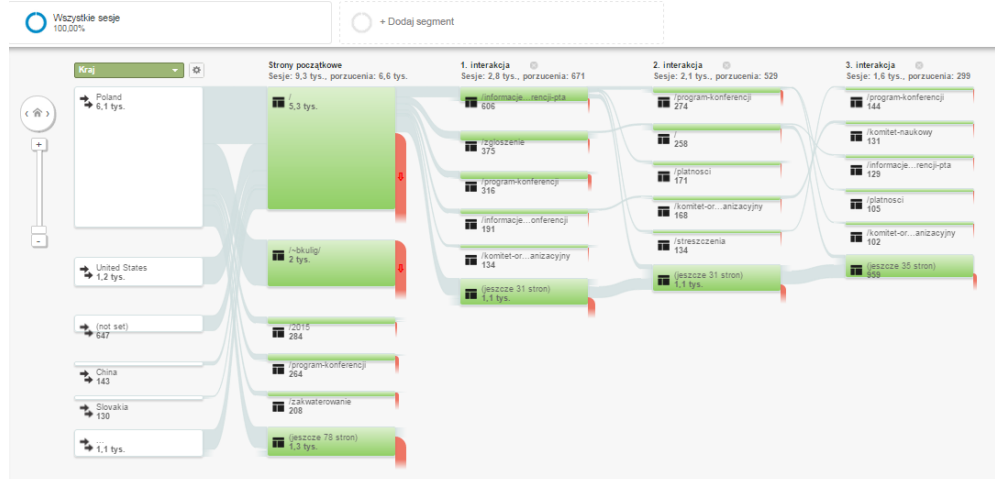 Wszystkie sesje
100,00%
+ Dodaj segment
Kraj
Poland
6,1 tys.
United States
1,2 tys.
(not set)
647
China
143
Slovakia
130
...
1,1 tys.
Strony początkowe
Sesje: 9,3 tys., porzucenia: 6,6 tys.
/
5,3 tys.
/~bkulig/
2 tys.
/2015
284
/program-konferencji
264
/zakwaterowanie
208
(jeszcze 78 stron)
1,3 tys.
1. interakcja
Sesje: 2,8 tys., porzucenia: 671
/informacje...rencji-pta
606
/zgloszenie
375
/program-konferencji
316
/informacje...onferencji
191
/komitet-or...anizacyjny
134
(jeszcze 31 stron)
1,1 tys.
2. interakcja
Sesje: 2,1 tys., porzucenia: 529
/program-konferencji
274
/
258
/platnosci
171
/komitet-or...anizacyjny
168
/streszczenia
134
(jeszcze 31 stron)
1,1 tys.
3. interakcja
Sesje: 1,6 tys., porzucenia: 299
/program-konferencji
144
/komitet-naukowy
131
/informacje...rencji-pta
129
/platnosci
105
/komitet-or...anizacyjny
102
(jeszcze 35 stron)
959